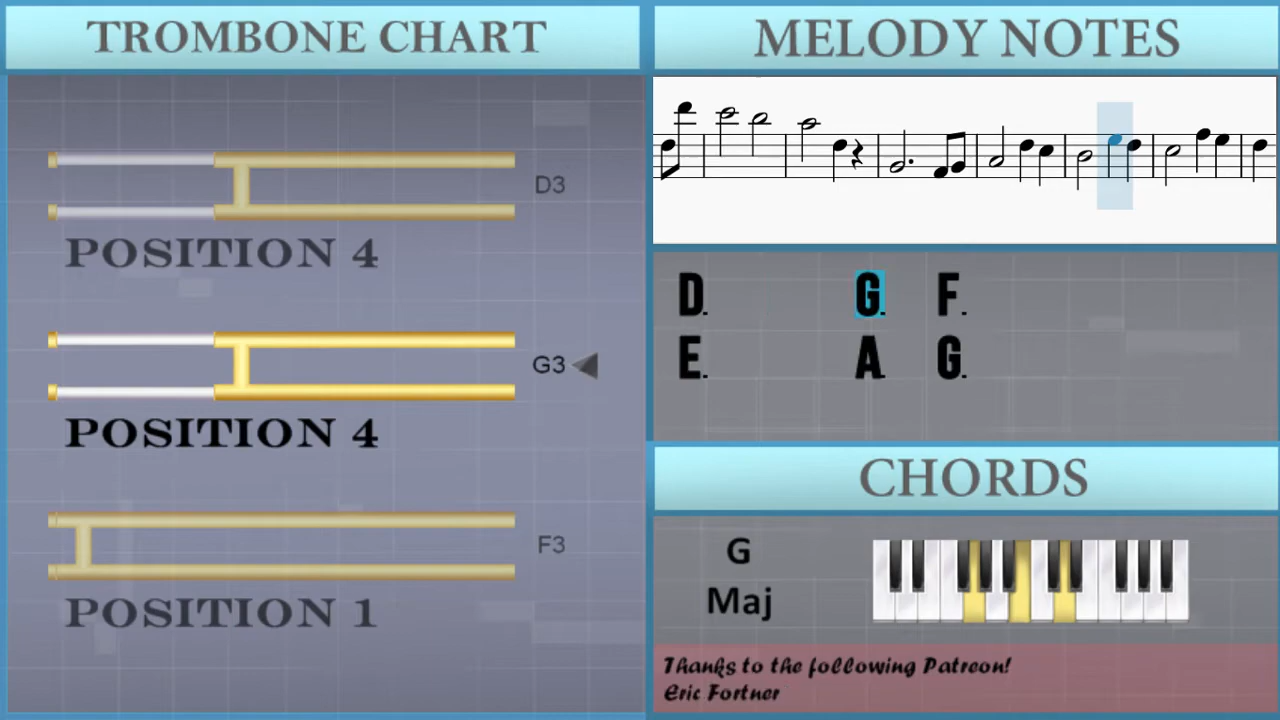 TROMBONE CHART
D3
POSITION 4
G3
POSITION 4
F3
POSITION 1
MELODY NOTES
D. G. F.
E. A. G.
CHORDS
G
Maj
Thanks to the following Patreon!
Eric Fortner